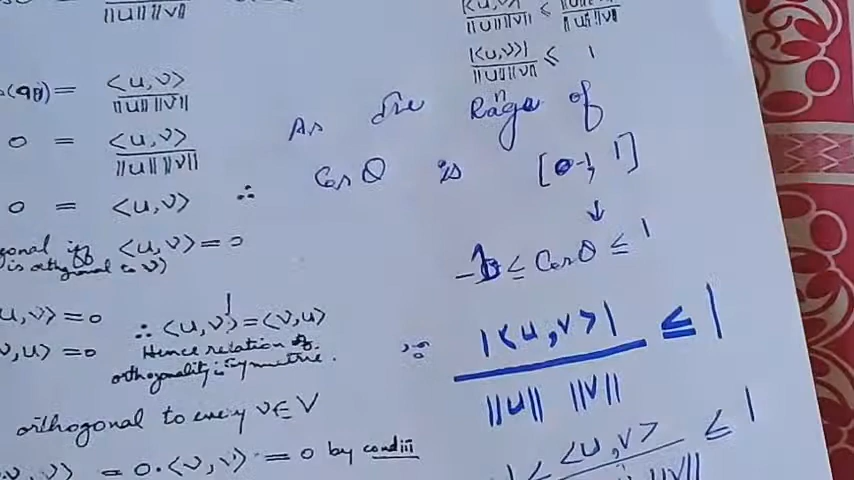 ‖u‖ ‖v‖
s(90) = <u,v>
‖u‖ ‖v‖
0 = <u,v>
‖u‖ ‖v‖
0 = <u,v>
<u,v> = 0
is orthogonal to v)
u,v> = 0
v,u> = 0
∴ <u,v> = <v,u>
Hence relation of
orthogonality is symmetric.
orthogonal to every v ∈ V
v,v> = 0·<v,v> = 0 by condiii
<u,v> ≤ ‖u‖ ‖v‖
‖u‖ ‖v‖
|<u,v>| ≤ 1
‖u‖ ‖v‖
As the Range of
∴ Cos θ is [-1, 1]
↓
-1 ≤ Cos θ ≤ 1
∴ |<u,v>| ≤ 1
‖u‖ ‖v‖
-1 ≤ <u,v> ≤ 1
‖v‖